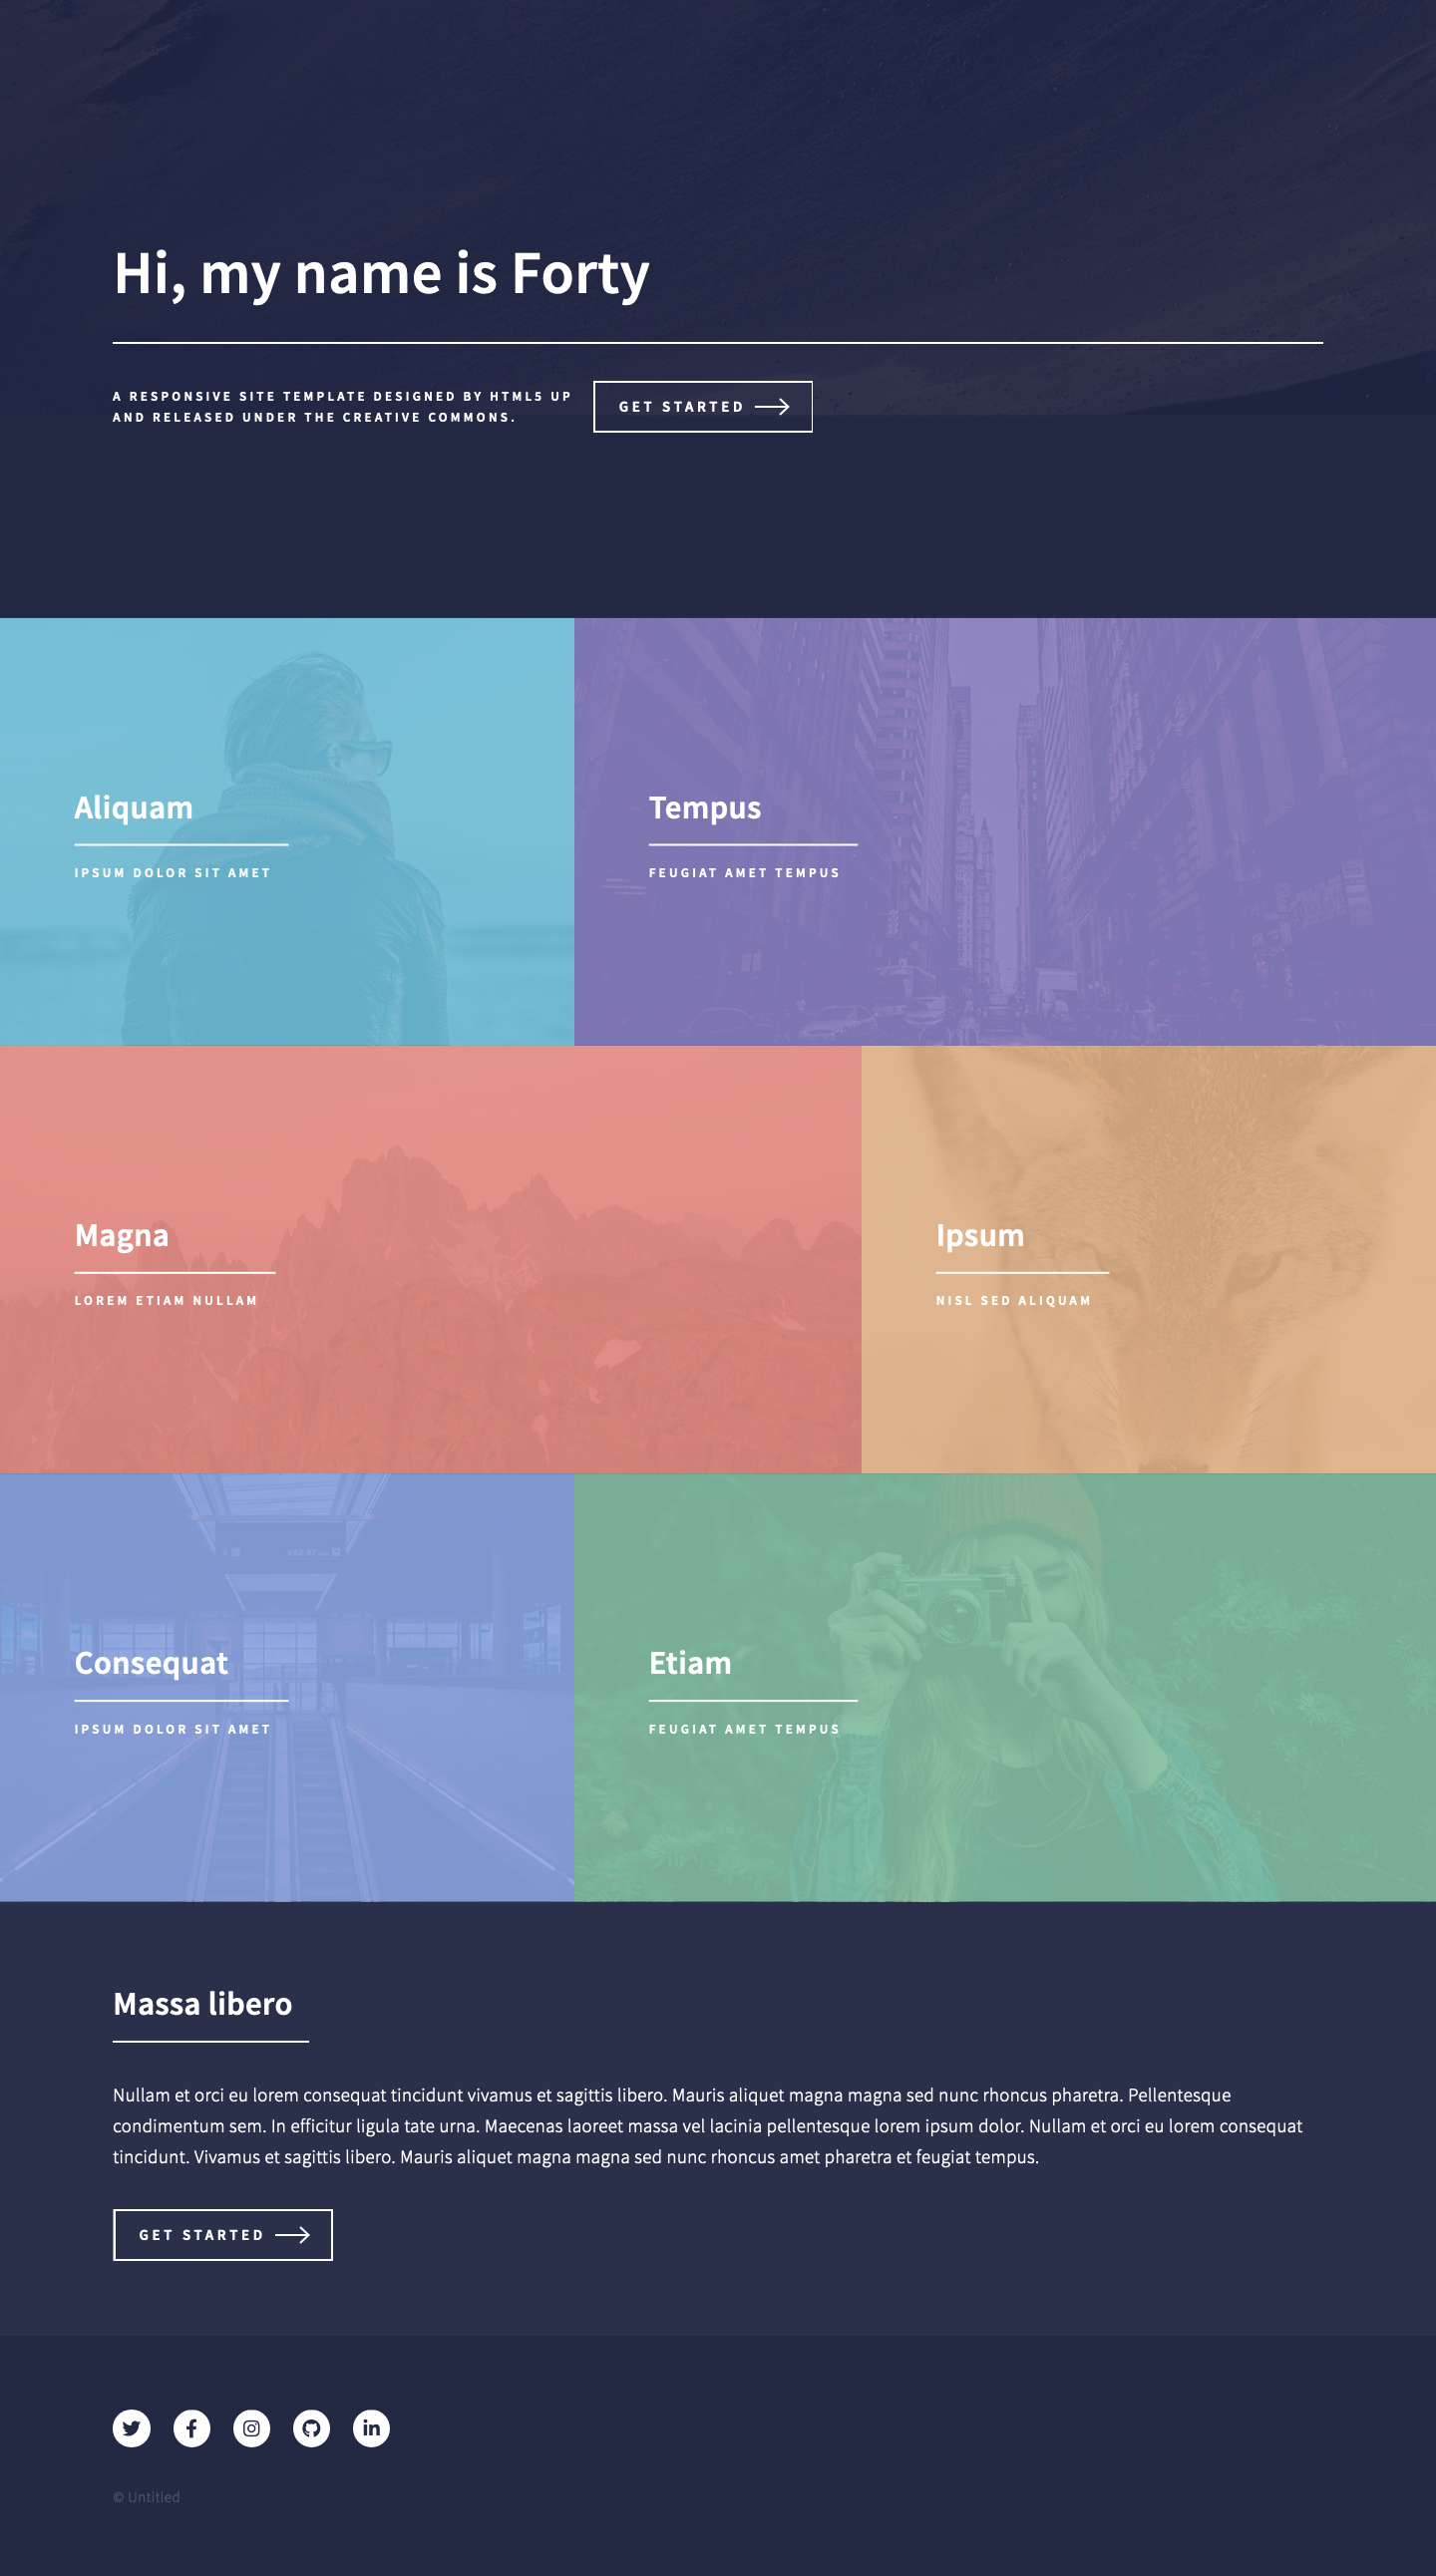 Hi, my name is Forty
A RESPONSIVE SITE TEMPLATE DESIGNED BY HTML5 UP
AND RELEASED UNDER THE CREATIVE COMMONS.
GET STARTED
Aliquam
IPSUM DOLOR SIT AMET
Tempus
FEUGIAT AMET TEMPUS
Magna
LOREM ETIAM NULLAM
Ipsum
NISL SED ALIQUAM
Consequat
IPSUM DOLOR SIT AMET
Etiam
FEUGIAT AMET TEMPUS
Massa libero
Nullam et orci eu lorem consequat tincidunt vivamus et sagittis libero. Mauris aliquet magna magna sed nunc rhoncus pharetra. Pellentesque
condimentum sem. In efficitur ligula tate urna. Maecenas laoreet massa vel lacinia pellentesque lorem ipsum dolor. Nullam et orci eu lorem consequat
tincidunt. Vivamus et sagittis libero. Mauris aliquet magna magna sed nunc rhoncus amet pharetra et feugiat tempus.
GET STARTED
© Untitled